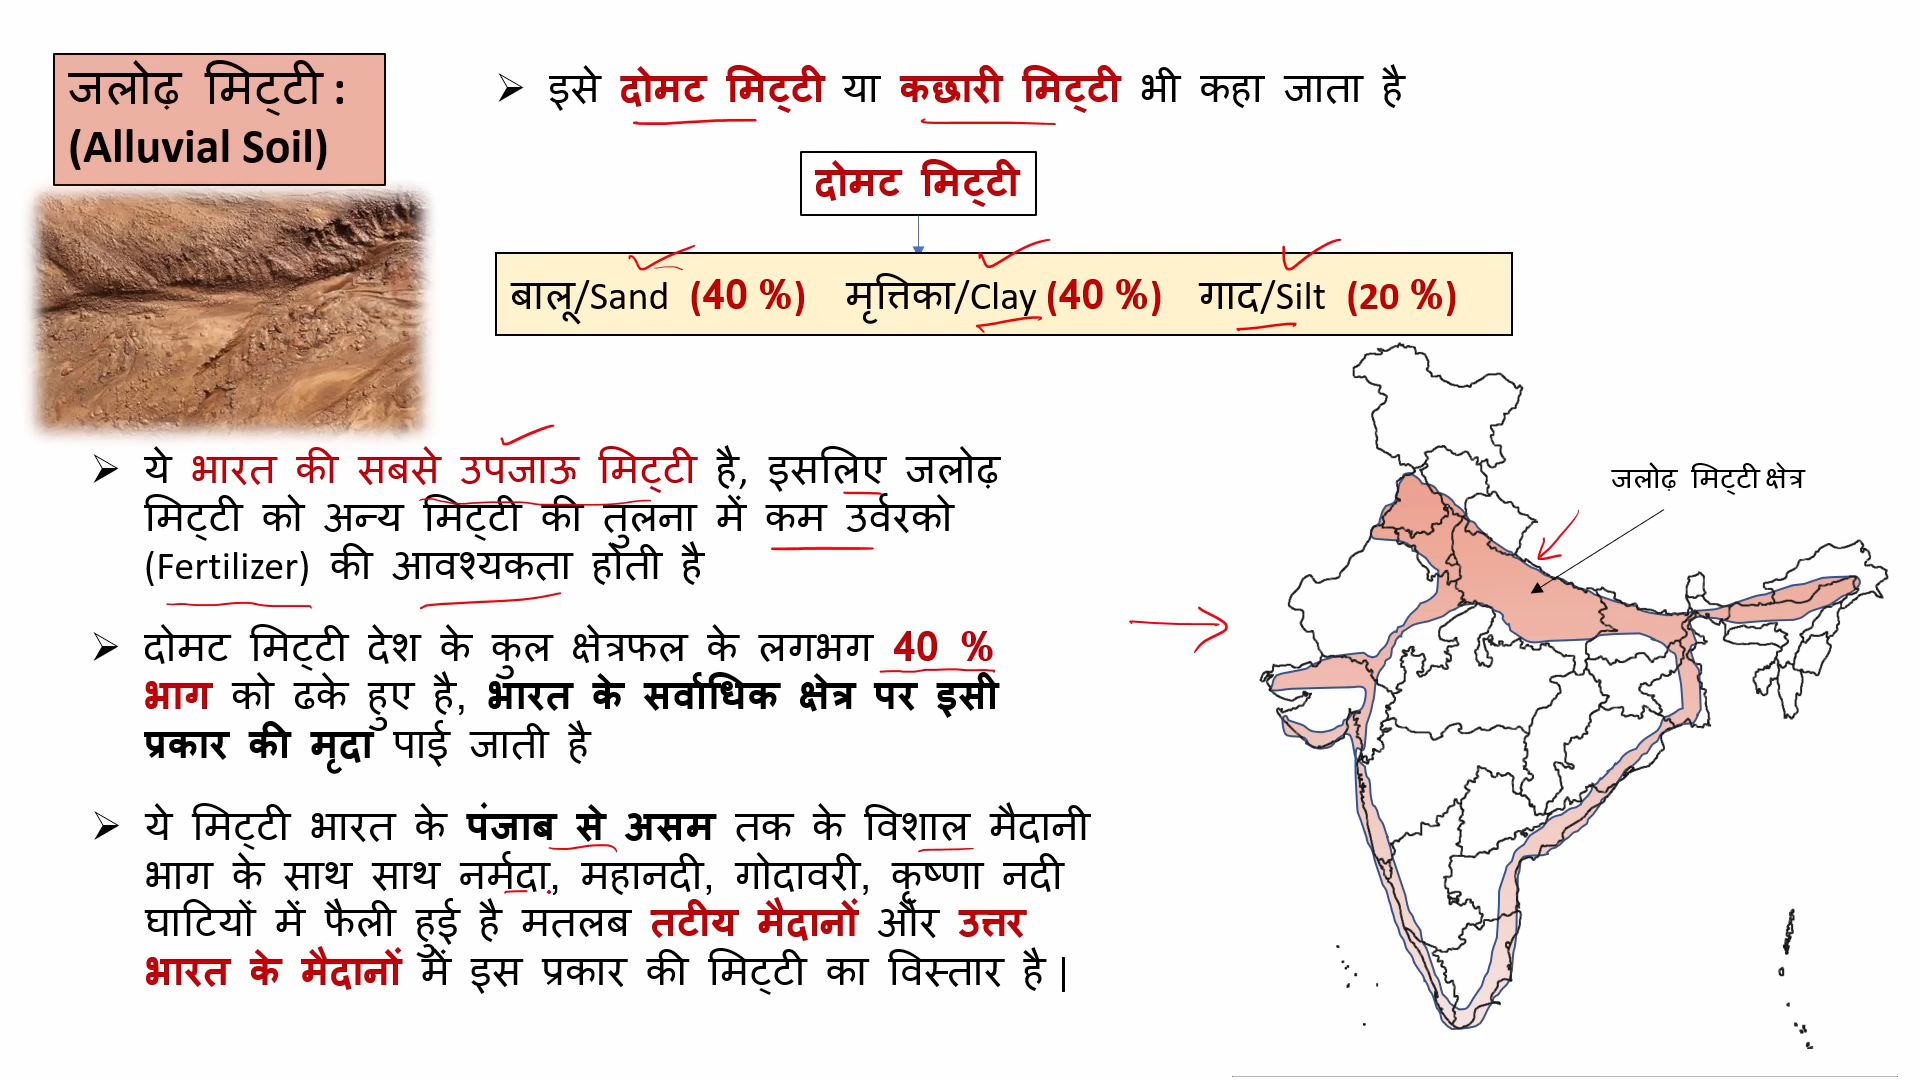 जलोढ़ मिट्टी :
(Alluvial Soil)
➢ इसे दोमट मिट्टी या कछारी मिट्टी भी कहा जाता है
दोमट मिट्टी
बालू/Sand (40 %) मृत्तिका/Clay (40 %) गाद/Silt (20 %)
➢ ये भारत की सबसे उपजाऊ मिट्टी है, इसलिए जलोढ़
मिट्टी को अन्य मिट्टी की तुलना में कम उर्वरको
(Fertilizer) की आवश्यकता होती है
➢ दोमट मिट्टी देश के कुल क्षेत्रफल के लगभग 40 %
भाग को ढके हुए है, भारत के सर्वाधिक क्षेत्र पर इसी
प्रकार की मृदा पाई जाती है
➢ ये मिट्टी भारत के पंजाब से असम तक के विशाल मैदानी
भाग के साथ साथ नर्मदा, महानदी, गोदावरी, कृष्णा नदी
घाटियों में फैली हुई है मतलब तटीय मैदानों और उत्तर
भारत के मैदानों में इस प्रकार की मिट्टी का विस्तार है |
जलोढ़ मिट्टी क्षेत्र